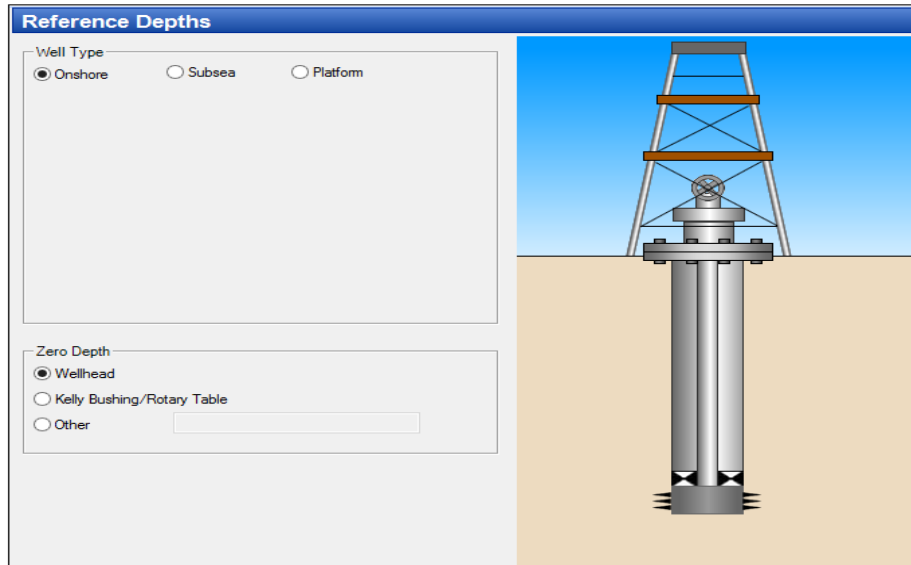 Reference Depths
Well Type
Onshore Subsea Platform
Zero Depth
Wellhead
Kelly Bushing/Rotary Table
Other